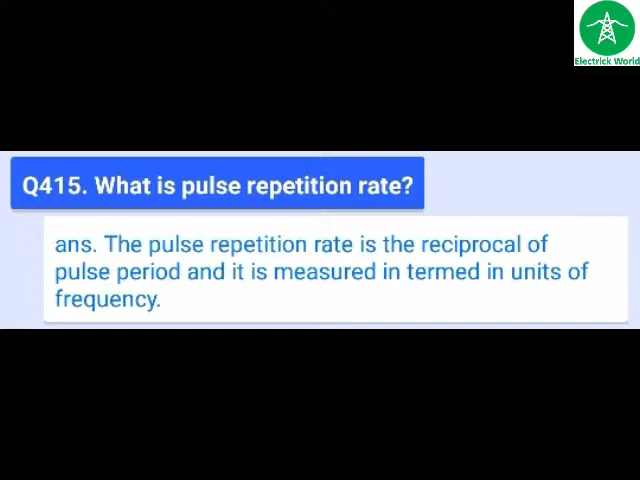 Electrick World
Q415. What is pulse repetition rate?
ans. The pulse repetition rate is the reciprocal of
pulse period and it is measured in termed in units of
frequency.